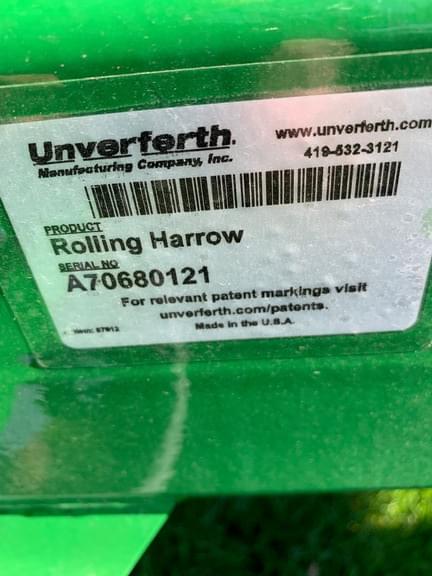 Unverferth.
Manufacturing Company, Inc.
www.unverferth.com
419-532-3121
PRODUCT
Rolling Harrow
SERIAL NO
A70680121
For relevant patent markings visit
unverferth.com/patents.
Made in the U.S.A.